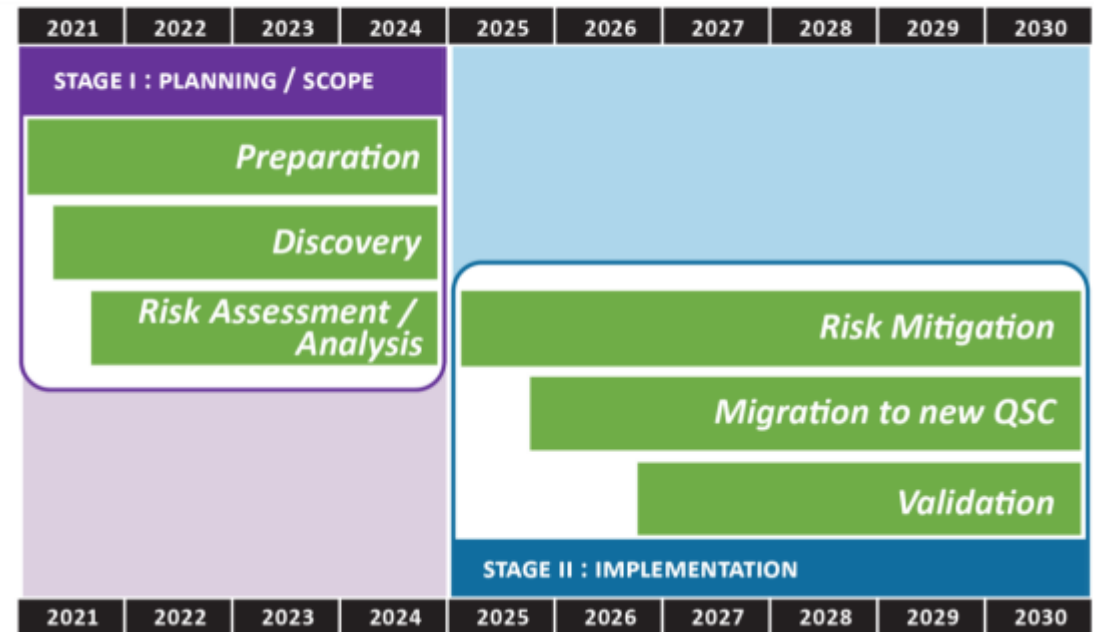 2021 2022 2023 2024 2025 2026 2027 2028 2029 2030
STAGE I : PLANNING / SCOPE
Preparation
Discovery
Risk Assessment /
Analysis
Risk Mitigation
Migration to new QSC
Validation
STAGE II : IMPLEMENTATION
2021 2022 2023 2024 2025 2026 2027 2028 2029 2030